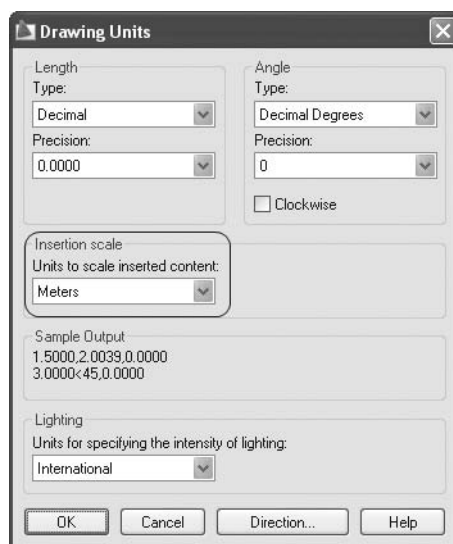 Drawing Units
Length
Type:
Decimal
Precision:
0.0000
Angle
Type:
Decimal Degrees
Precision:
0
Clockwise
Insertion scale
Units to scale inserted content:
Meters
Sample Output
1.5000,2.0039,0.0000
3.0000<45,0.0000
Lighting
Units for specifying the intensity of lighting:
International
OK Cancel Direction... Help